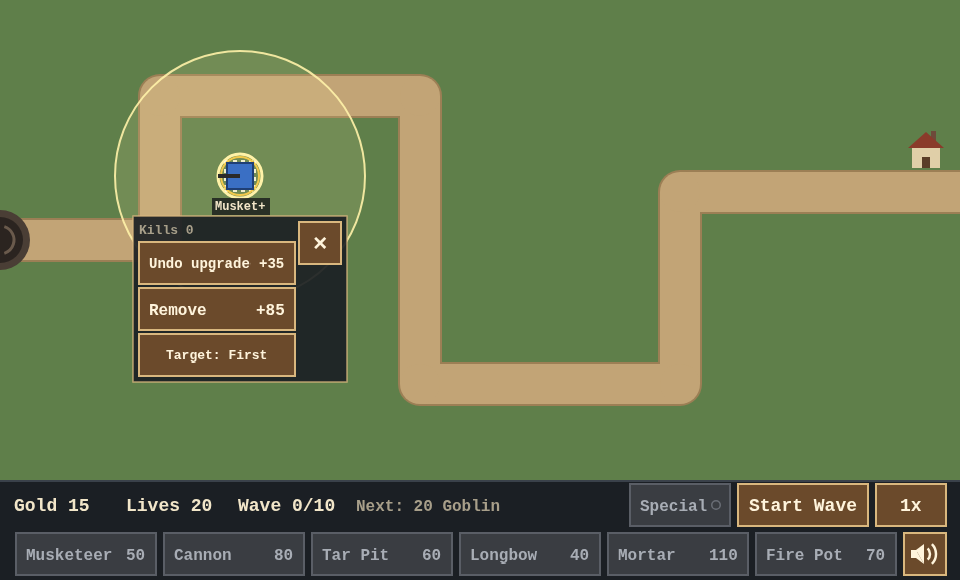 Musket+
Kills 0
×
Undo upgrade +35
Remove +85
Target: First
Gold 15 Lives 20 Wave 0/10 Next: 20 Goblin Special Start Wave 1x
Musketeer 50 Cannon 80 Tar Pit 60 Longbow 40 Mortar 110 Fire Pot 70